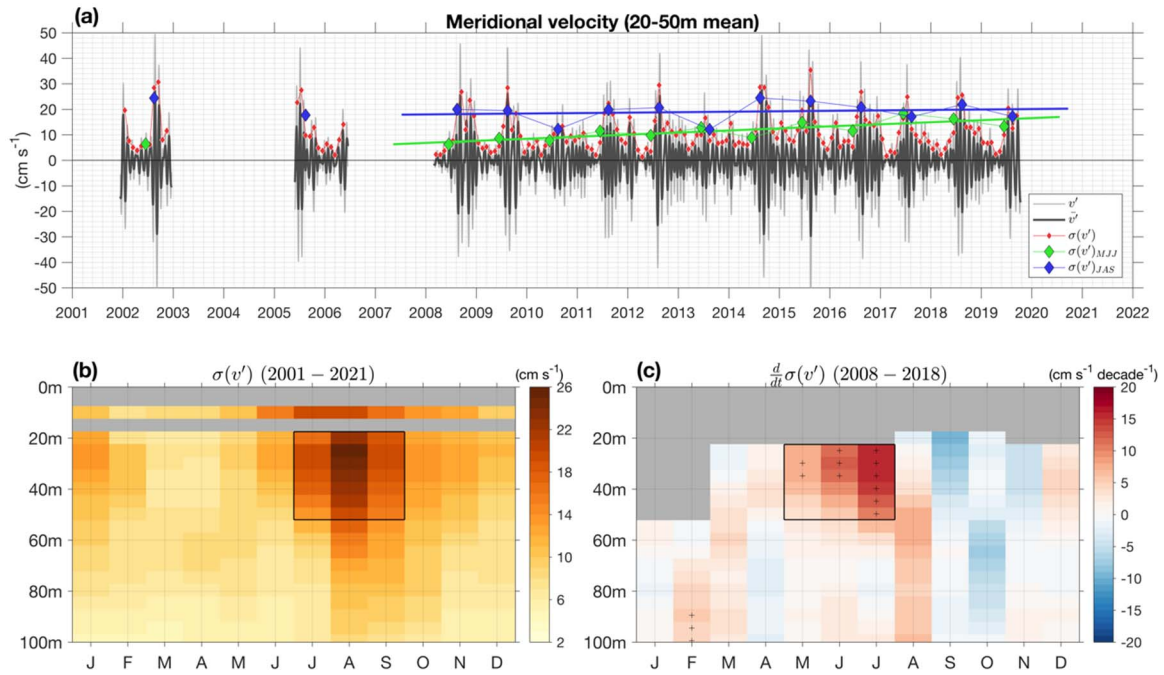 (a)
Meridional velocity (20-50m mean)
50
40
30
20
10
0
-10
-20
-30
-40
-50
(cm s⁻¹)
v′
ṽ′
σ(v′)
σ(v′)MJJ
σ(v′)JAS
2001 2002 2003 2004 2005 2006 2007 2008 2009 2010 2011 2012 2013 2014 2015 2016 2017 2018 2019 2020 2021 2022
(b)
σ(v′) (2001 − 2021)
(cm s⁻¹)
0m
20m
40m
60m
80m
100m
J F M A M J J A S O N D
26
22
18
14
10
6
2
(c)
d/dt σ(v′) (2008 − 2018)
(cm s⁻¹ decade⁻¹)
0m
20m
40m
60m
80m
100m
J F M A M J J A S O N D
20
15
10
5
0
-5
-10
-15
-20